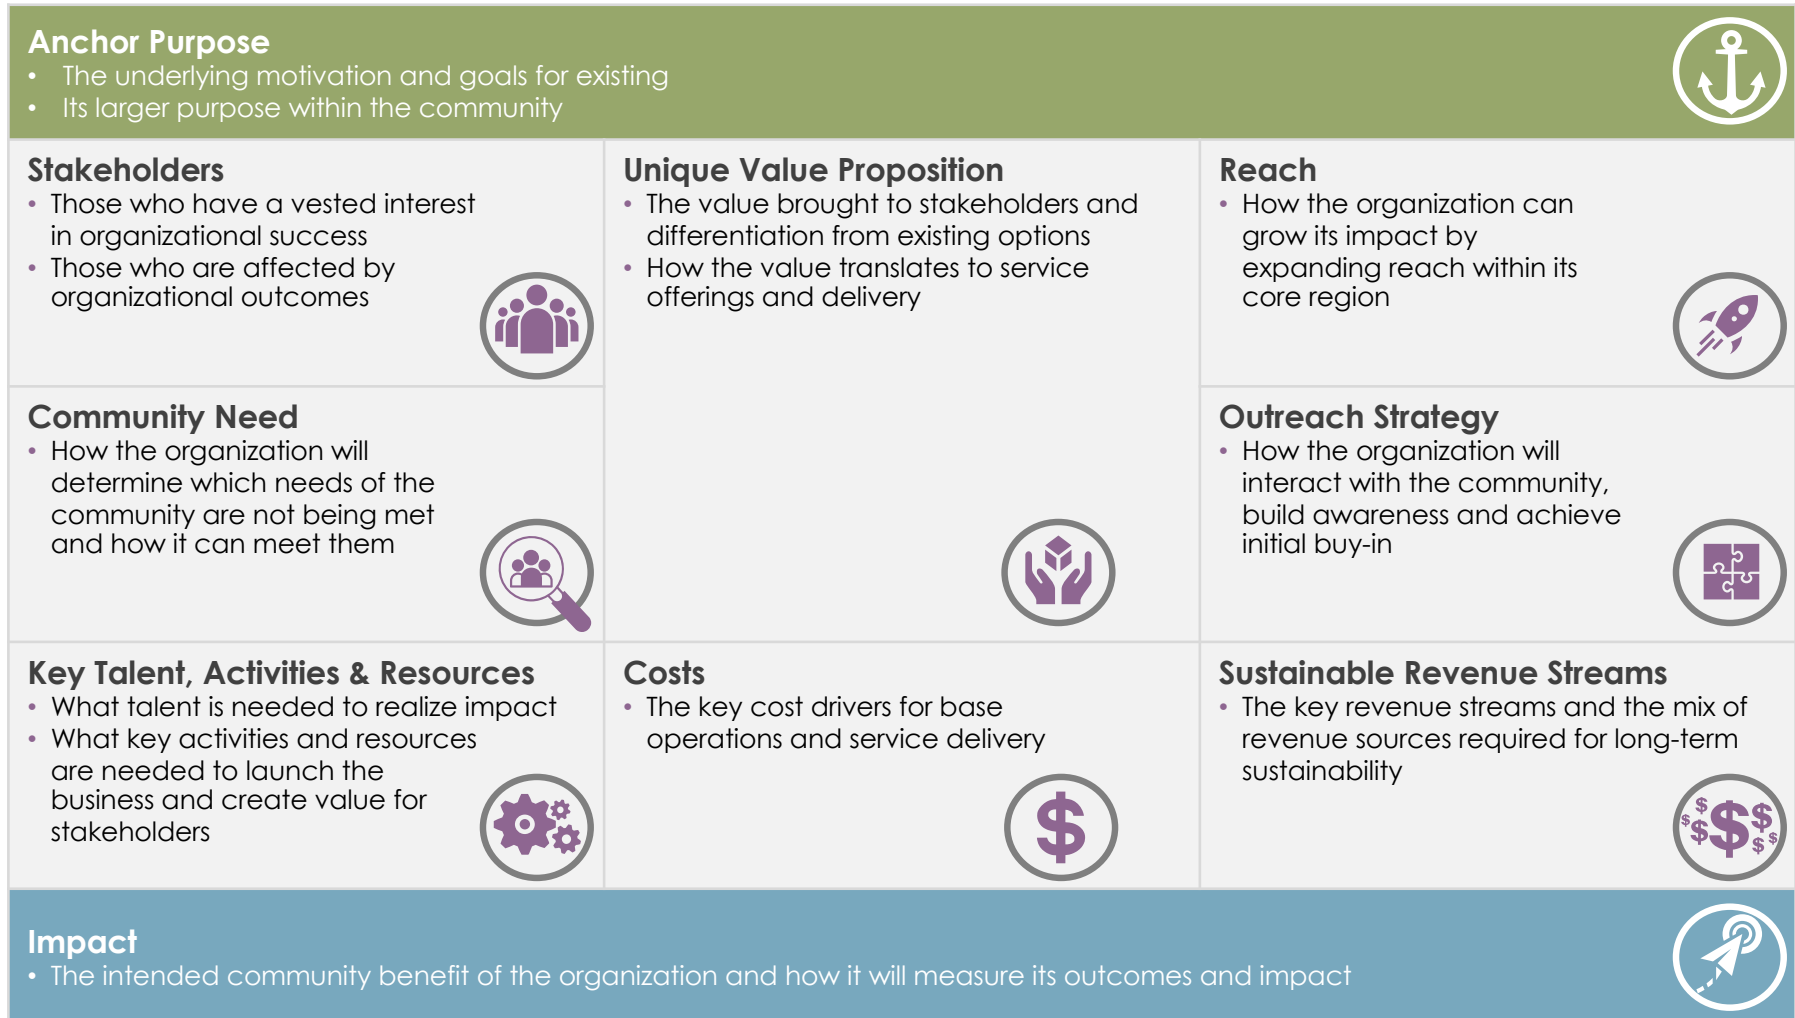 Anchor Purpose
• The underlying motivation and goals for existing
• Its larger purpose within the community
Stakeholders
• Those who have a vested interest
in organizational success
• Those who are affected by
organizational outcomes
Unique Value Proposition
• The value brought to stakeholders and
differentiation from existing options
• How the value translates to service
offerings and delivery
Reach
• How the organization can
grow its impact by
expanding reach within its
core region
Community Need
• How the organization will
determine which needs of the
community are not being met
and how it can meet them
Outreach Strategy
• How the organization will
interact with the community,
build awareness and achieve
initial buy-in
Key Talent, Activities & Resources
• What talent is needed to realize impact
• What key activities and resources
are needed to launch the
business and create value for
stakeholders
Costs
• The key cost drivers for base
operations and service delivery
$
Sustainable Revenue Streams
• The key revenue streams and the mix of
revenue sources required for long-term
sustainability
$ $ $ $ $ $ $
Impact
• The intended community benefit of the organization and how it will measure its outcomes and impact